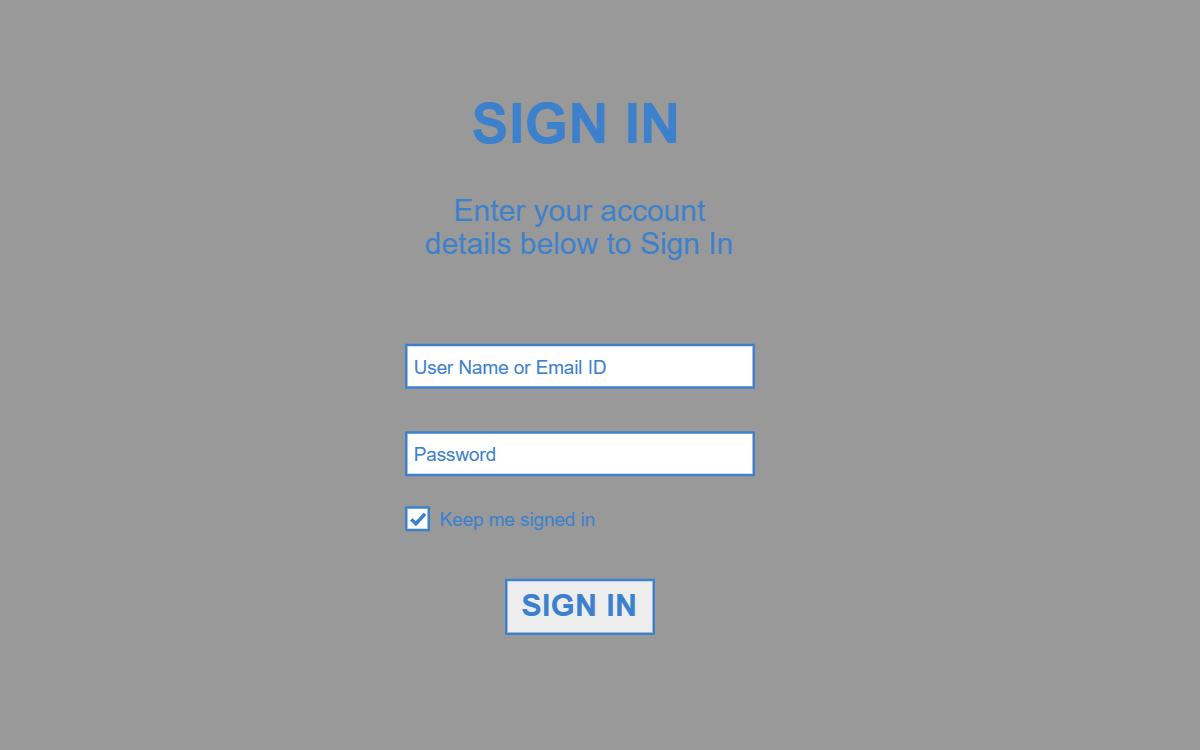 SIGN IN
Enter your account
details below to Sign In
User Name or Email ID
Password
Keep me signed in
SIGN IN